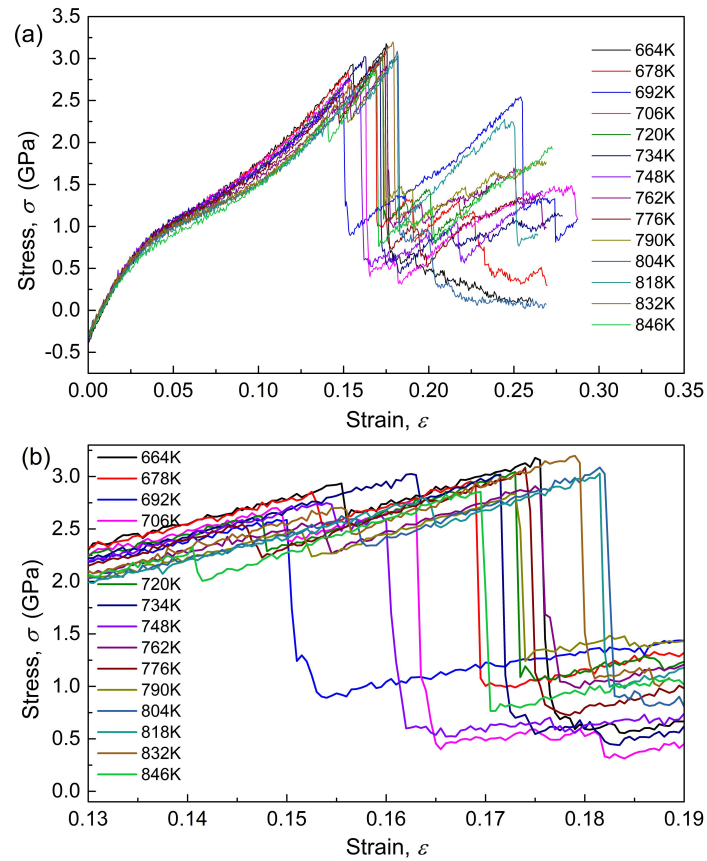 (a)
3.5
3.0
2.5
2.0
1.5
1.0
0.5
0.0
-0.5
Stress, σ (GPa)
0.00
0.05
0.10
0.15
0.20
0.25
0.30
0.35
Strain, ε
664K
678K
692K
706K
720K
734K
748K
762K
776K
790K
804K
818K
832K
846K
(b)
3.0
2.5
2.0
1.5
1.0
0.5
0.0
Stress, σ (GPa)
0.13
0.14
0.15
0.16
0.17
0.18
0.19
Strain, ε
664K
678K
692K
706K
720K
734K
748K
762K
776K
790K
804K
818K
832K
846K